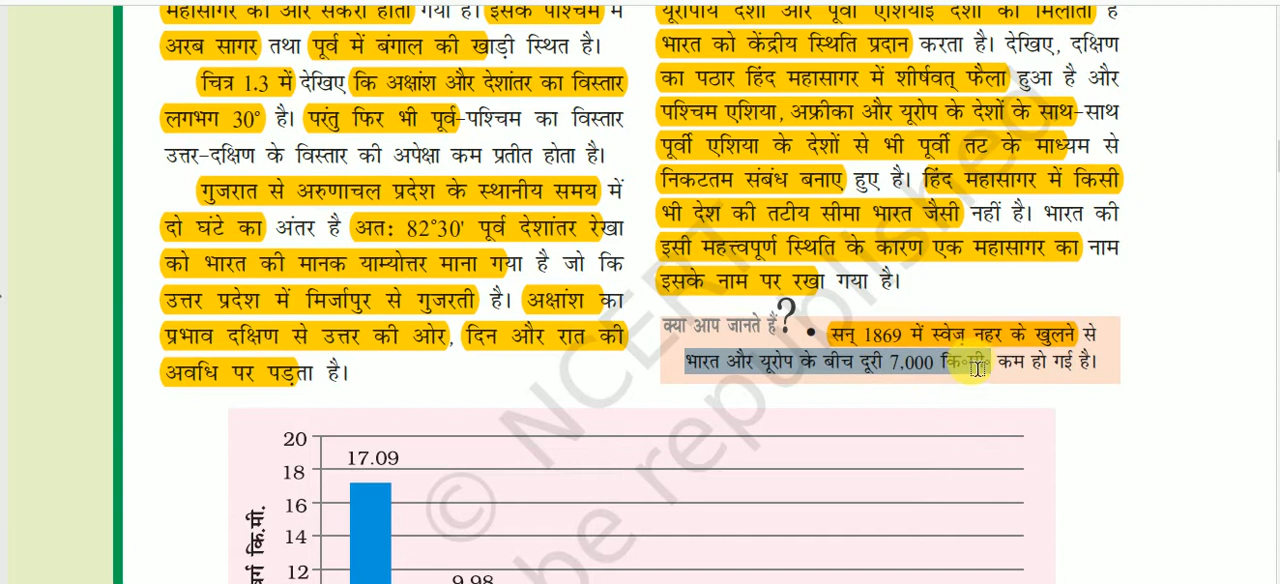 महासागर की ओर सँकरा होता गया है। इसके पश्चिम में
अरब सागर तथा पूर्व में बंगाल की खाड़ी स्थित है।
चित्र 1.3 में देखिए कि अक्षांश और देशांतर का विस्तार
लगभग 30° है। परंतु फिर भी पूर्व-पश्चिम का विस्तार
उत्तर-दक्षिण के विस्तार की अपेक्षा कम प्रतीत होता है।
गुजरात से अरुणाचल प्रदेश के स्थानीय समय में
दो घंटे का अंतर है अत: 82°30' पूर्व देशांतर रेखा
को भारत की मानक याम्योत्तर माना गया है जो कि
उत्तर प्रदेश में मिर्जापुर से गुजरती है। अक्षांश का
प्रभाव दक्षिण से उत्तर की ओर, दिन और रात की
अवधि पर पड़ता है।
यूरोपीय देशों और पूर्वी एशियाई देशों को मिलाता है
भारत को केंद्रीय स्थिति प्रदान करता है। देखिए, दक्षिण
का पठार हिंद महासागर में शीर्षवत् फैला हुआ है और
पश्चिम एशिया, अफ्रीका और यूरोप के देशों के साथ-साथ
पूर्वी एशिया के देशों से भी पूर्वी तट के माध्यम से
निकटतम संबंध बनाए हुए है। हिंद महासागर में किसी
भी देश की तटीय सीमा भारत जैसी नहीं है। भारत की
इसी महत्त्वपूर्ण स्थिति के कारण एक महासागर का नाम
इसके नाम पर रखा गया है।
क्या आप जानते हैं? • सन् 1869 में स्वेज़ नहर के खुलने से
भारत और यूरोप के बीच दूरी 7,000 कि॰मी॰ कम हो गई है।
20
17.09
18
16
14
12
9.98
वर्ग कि.मी.
© NCERT
be republished